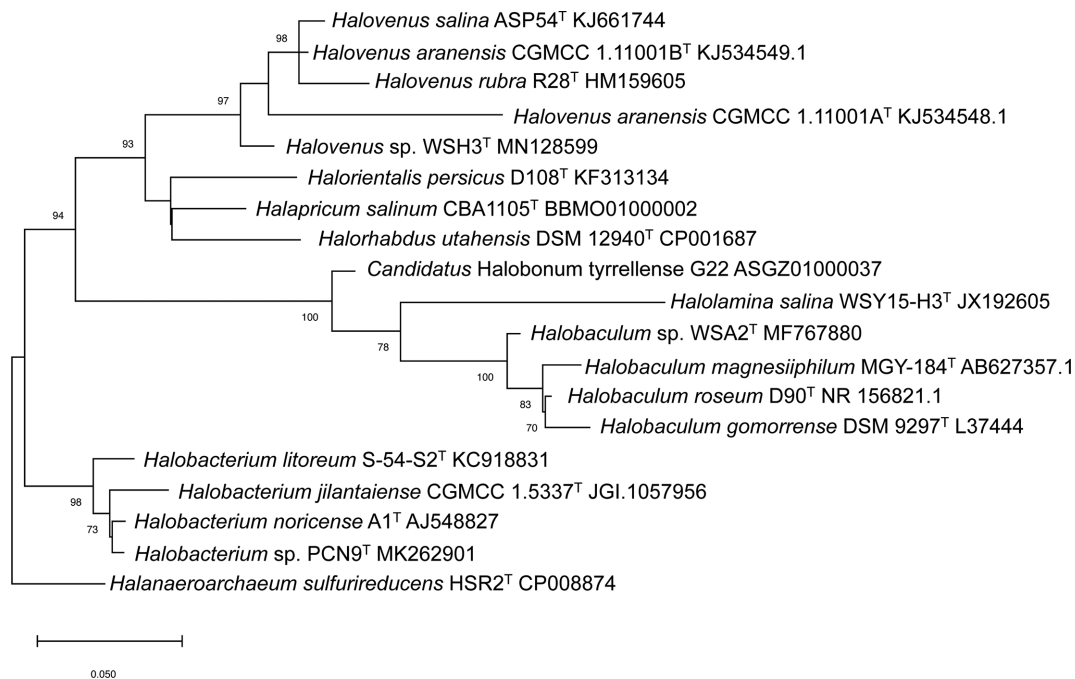 Halovenus salina ASP54ᵀ KJ661744
98
Halovenus aranensis CGMCC 1.11001Bᵀ KJ534549.1
Halovenus rubra R28ᵀ HM159605
97
Halovenus aranensis CGMCC 1.11001Aᵀ KJ534548.1
93
Halovenus sp. WSH3ᵀ MN128599
Halorientalis persicus D108ᵀ KF313134
Halapricum salinum CBA1105ᵀ BBMO01000002
94
Halorhabdus utahensis DSM 12940ᵀ CP001687
Candidatus Halobonum tyrrellense G22 ASGZ01000037
Halolamina salina WSY15-H3ᵀ JX192605
100
Halobaculum sp. WSA2ᵀ MF767880
78
Halobaculum magnesiiphilum MGY-184ᵀ AB627357.1
100
Halobaculum roseum D90ᵀ NR 156821.1
83
Halobaculum gomorrense DSM 9297ᵀ L37444
70
Halobacterium litoreum S-54-S2ᵀ KC918831
Halobacterium jilantaiense CGMCC 1.5337ᵀ JGI.1057956
98
Halobacterium noricense A1ᵀ AJ548827
73
Halobacterium sp. PCN9ᵀ MK262901
Halanaeroarchaeum sulfurireducens HSR2ᵀ CP008874
0.050